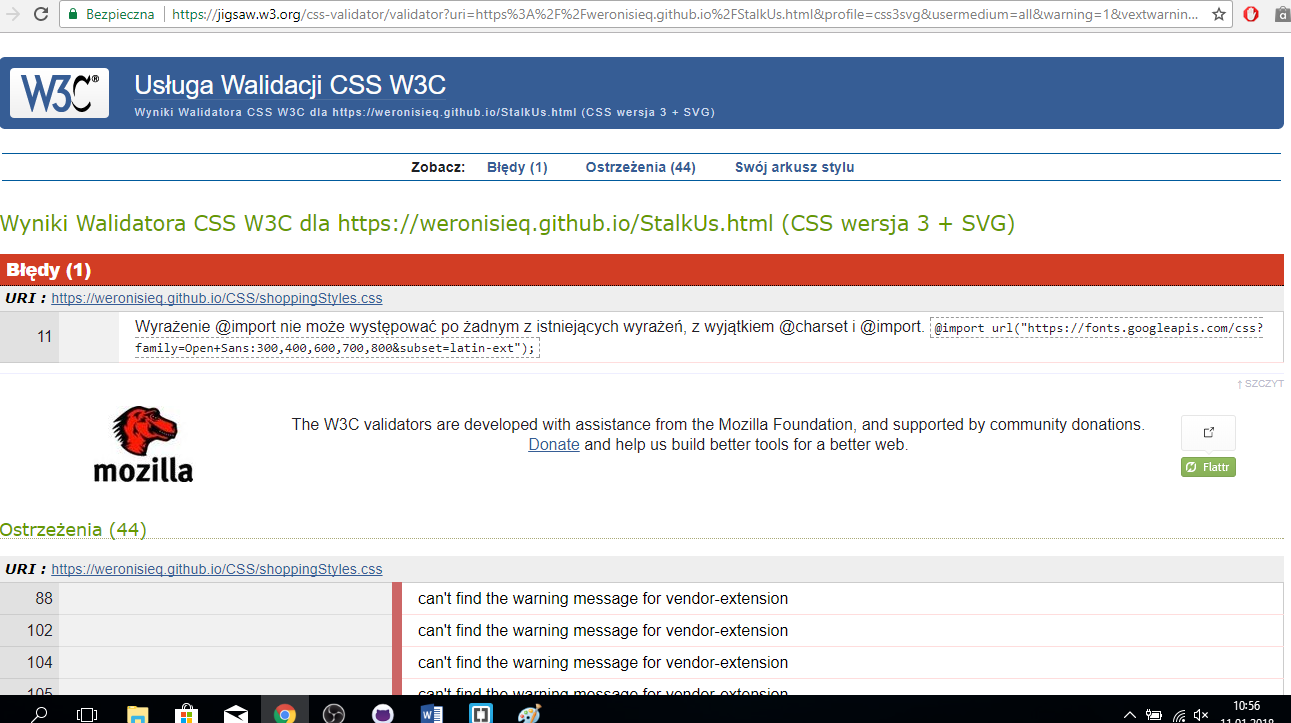 Bezpieczna https://jigsaw.w3.org/css-validator/validator?uri=https%3A%2F%2Fweronisieq.github.io%2FStalkUs.html&profile=css3svg&usermedium=all&warning=1&vextwarnin...
W3C® Usługa Walidacji CSS W3C
Wyniki Walidatora CSS W3C dla https://weronisieq.github.io/StalkUs.html (CSS wersja 3 + SVG)
Zobacz: Błędy (1) Ostrzeżenia (44) Swój arkusz stylu
Wyniki Walidatora CSS W3C dla https://weronisieq.github.io/StalkUs.html (CSS wersja 3 + SVG)
Błędy (1)
URI : https://weronisieq.github.io/CSS/shoppingStyles.css
11 Wyrażenie @import nie może występować po żadnym z istniejących wyrażeń, z wyjątkiem @charset i @import. @import url("https://fonts.googleapis.com/css?
family=Open+Sans:300,400,600,700,800&subset=latin-ext");
↑ SZCZYT
mozilla
The W3C validators are developed with assistance from the Mozilla Foundation, and supported by community donations.
Donate and help us build better tools for a better web.
Flattr
Ostrzeżenia (44)
URI : https://weronisieq.github.io/CSS/shoppingStyles.css
88 can't find the warning message for vendor-extension
102 can't find the warning message for vendor-extension
104 can't find the warning message for vendor-extension
105 can't find the warning message for vendor-extension
10:56
11.01.2018